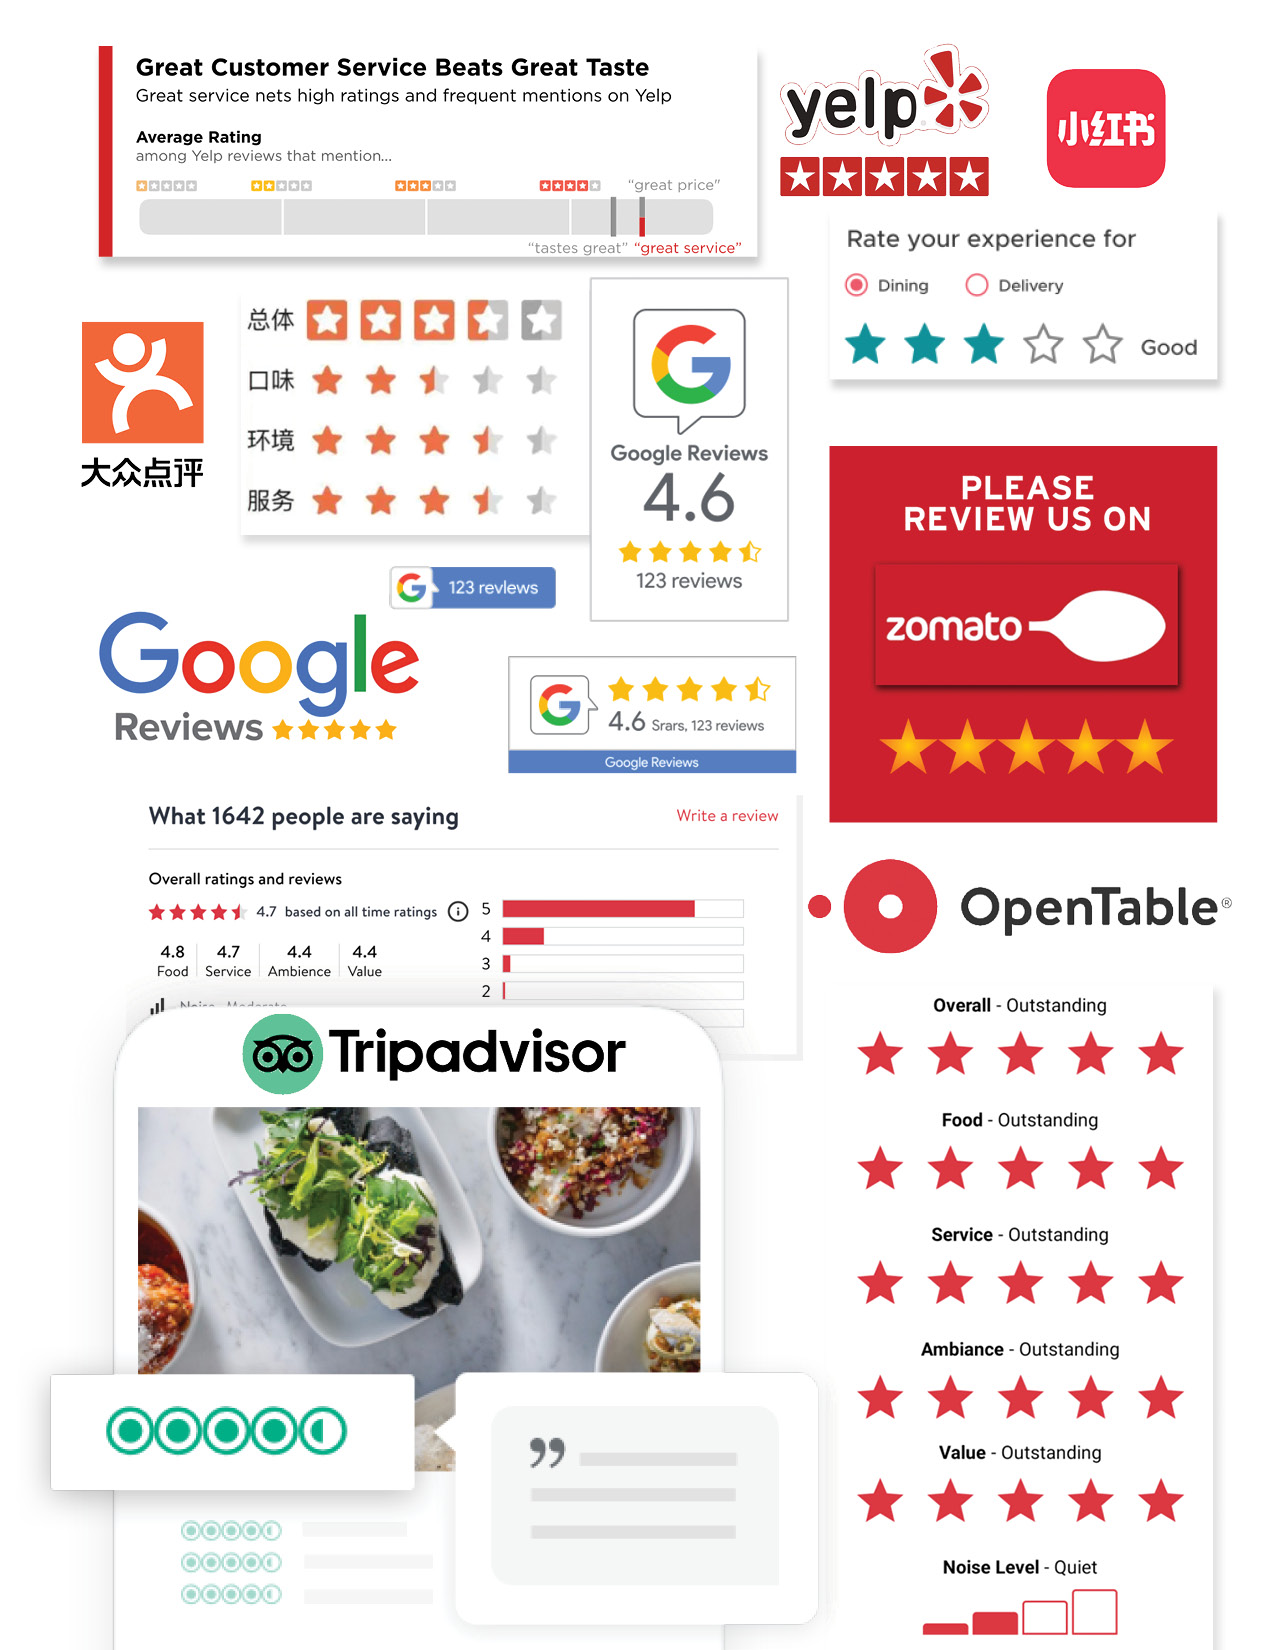 Great Customer Service Beats Great Taste
Great service nets high ratings and frequent mentions on Yelp
Average Rating
among Yelp reviews that mention...
“great price"
“tastes great” “great service”
yelp
小红书
Rate your experience for
Dining Delivery
Good
大众点评
总体
口味
环境
服务
Google Reviews
4.6
123 reviews
123 revlews
Google
Reviews
4.6 Srars, 123 reviews
Google Reviews
PLEASE
REVIEW US ON
zomato
What 1642 people are saying
Write a review
Overall ratings and reviews
4.7 based on all time ratings
4.8 4.7 4.4 4.4
Food Service Ambience Value
Noise - Moderate
5
4
3
2
OpenTable®
Tripadvisor
Overall - Outstanding
Food - Outstanding
Service - Outstanding
Ambiance - Outstanding
Value - Outstanding
Noise Level - Quiet